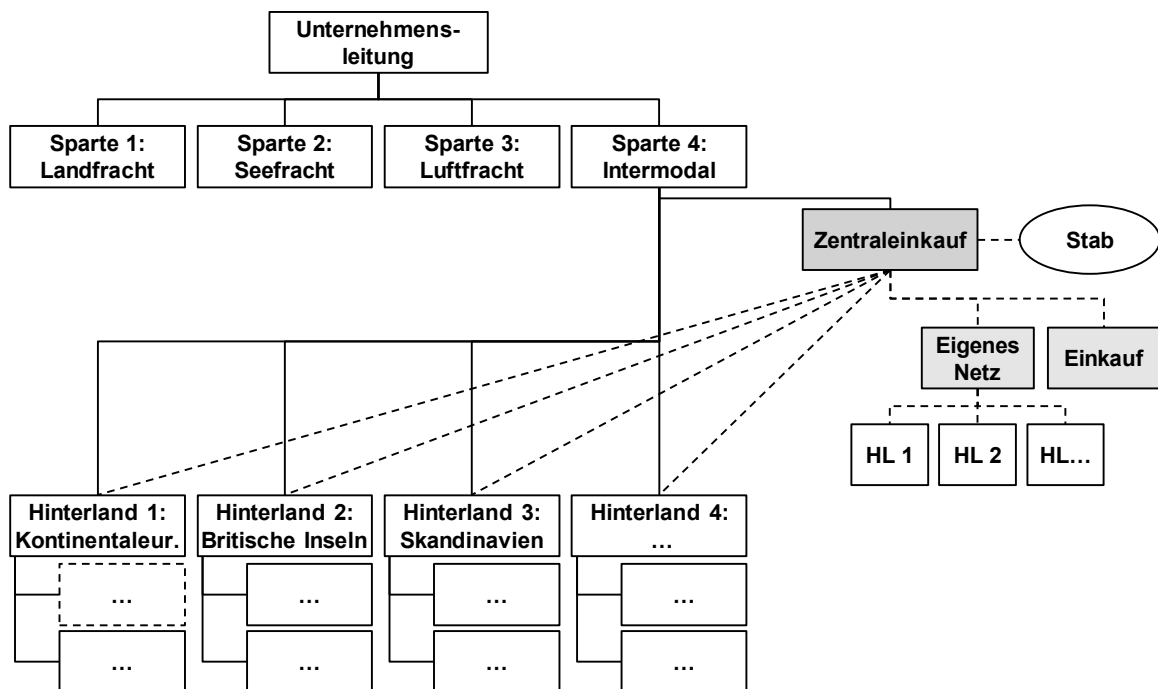 Unternehmens-
leitung
Sparte 1:
Landfracht
Sparte 2:
Seefracht
Sparte 3:
Luftfracht
Sparte 4:
Intermodal
Zentraleinkauf
Stab
Eigenes
Netz
Einkauf
HL 1
HL 2
HL…
Hinterland 1:
Kontinentaleur.
Hinterland 2:
Britische Inseln
Hinterland 3:
Skandinavien
Hinterland 4:
…
…
…
…
…
…
…
…
…